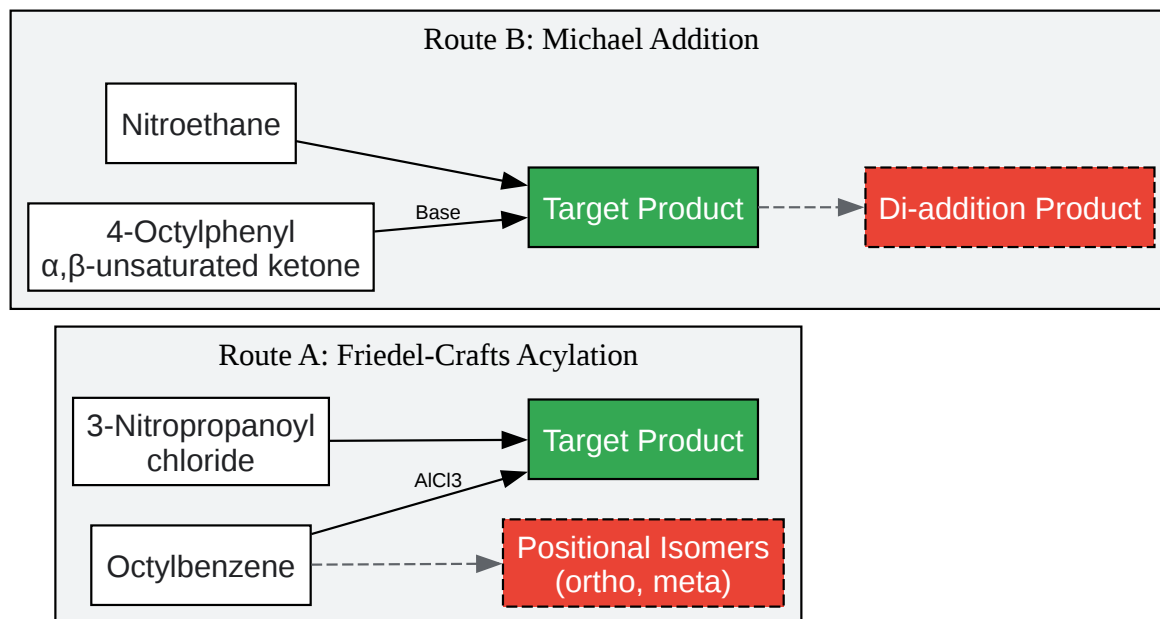 Route B: Michael Addition
Nitroethane
4-Octylphenyl
α,β-unsaturated ketone
Base
Target Product
Di-addition Product
Route A: Friedel-Crafts Acylation
3-Nitropropanoyl
chloride
Target Product
AlCl3
Octylbenzene
Positional Isomers
(ortho, meta)